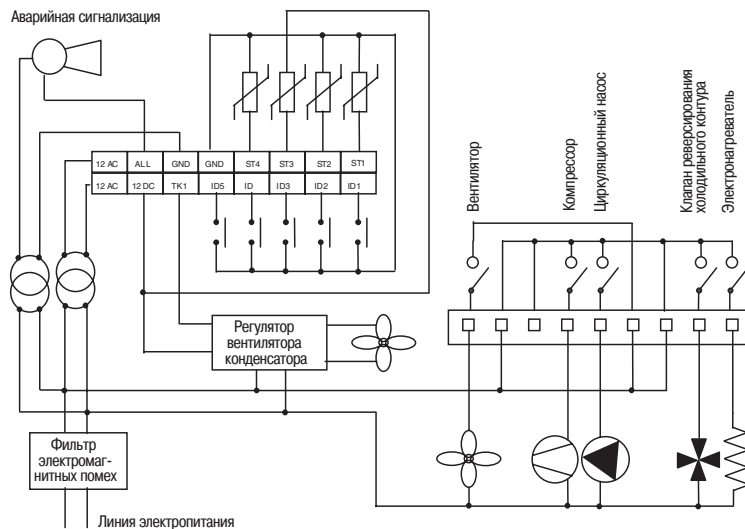 Аварийная сигнализация
12 AC ALL GND GND ST4 ST3 ST2 ST1
12 AC 12 DC TK1 ID5 ID ID3 ID2 ID1
Вентилятор
Компрессор
Циркуляционный насос
Клапан реверсирования
холодильного контура
Электронагреватель
Регулятор
вентилятора
конденсатора
Фильтр
электромаг-
нитных помех
Линия электропитания